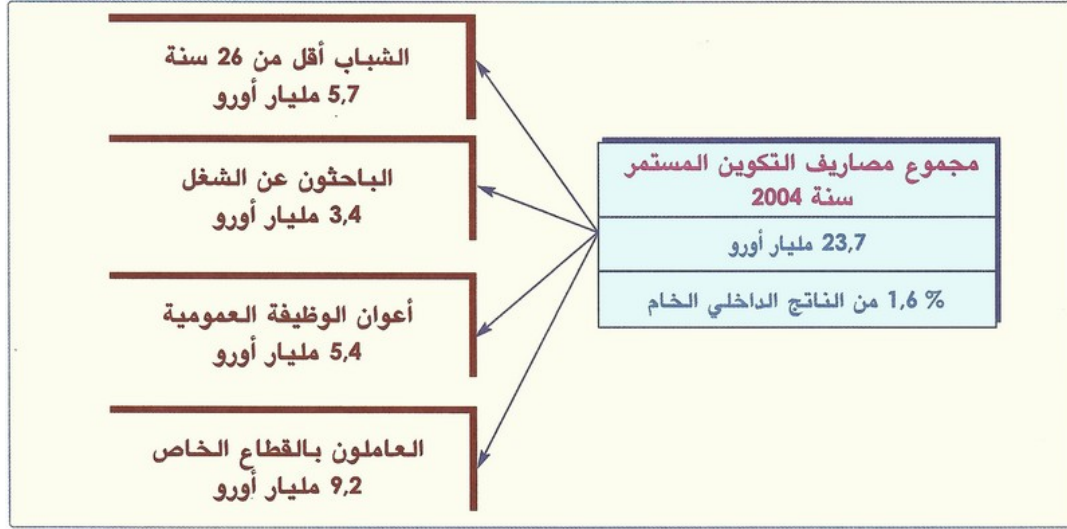 مجموع مصاريف التكوين المستمر
سنة 2004
23,7 مليار أورو
1,6 % من الناتج الداخلي الخام
الشباب أقل من 26 سنة
5,7 مليار أورو
الباحثون عن الشغل
3,4 مليار أورو
أعوان الوظيفة العمومية
5,4 مليار أورو
العاملون بالقطاع الخاص
9,2 مليار أورو